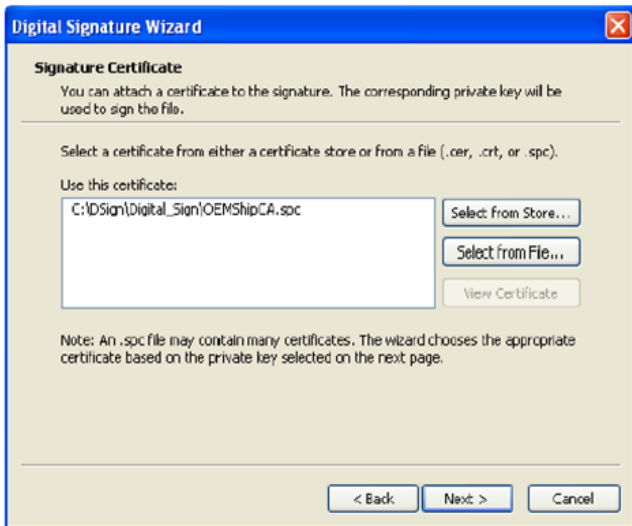 Digital Signature Wizard
Signature Certificate
You can attach a certificate to the signature. The corresponding private key will be
used to sign the file.
Select a certificate from either a certificate store or from a file (.cer, .crt, or .spc).
Use this certificate:
C:\DSign\Digital_Sign\OEMShipCA.spc
Select from Store...
Select from File...
View Certificate
Note: An .spc file may contain many certificates. The wizard chooses the appropriate
certificate based on the private key selected on the next page.
< Back
Next >
Cancel